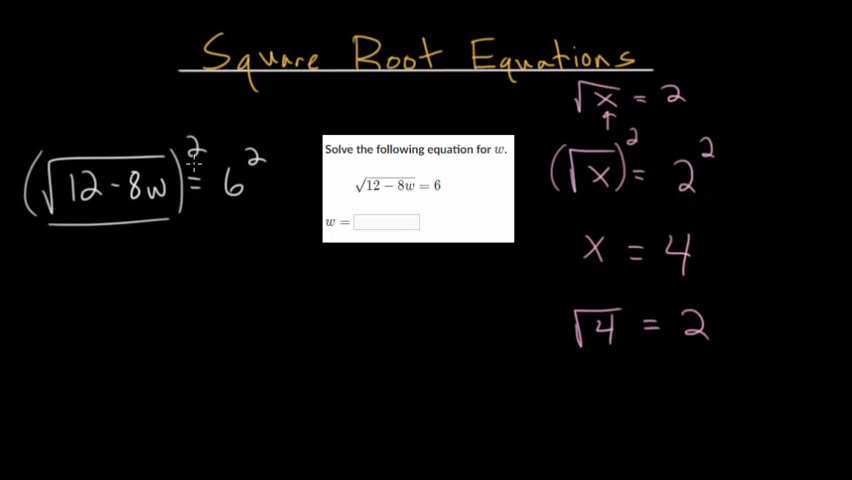 Square Root Equations
(√(12-8w))² = 6²
Solve the following equation for w.
√(12 − 8w) = 6
w =
√x = 2
↑
(√x)² = 2²
x = 4
√4 = 2